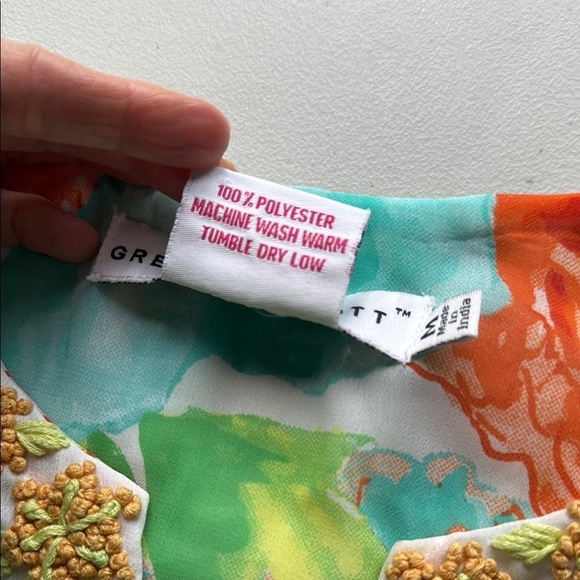 100% POLYESTER
MACHINE WASH WARM
TUMBLE DRY LOW
GRE
TT™
M
Made
in
India